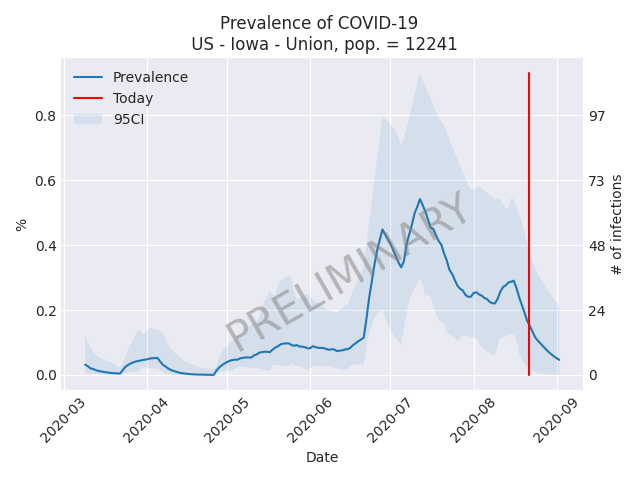 Prevalence of COVID-19
US - Iowa - Union, pop. = 12241
Prevalence
Today
95CI
PRELIMINARY
%
0.8
0.6
0.4
0.2
0.0
97
73
48
24
0
# of infections
2020-03
2020-04
2020-05
2020-06
2020-07
2020-08
2020-09
Date